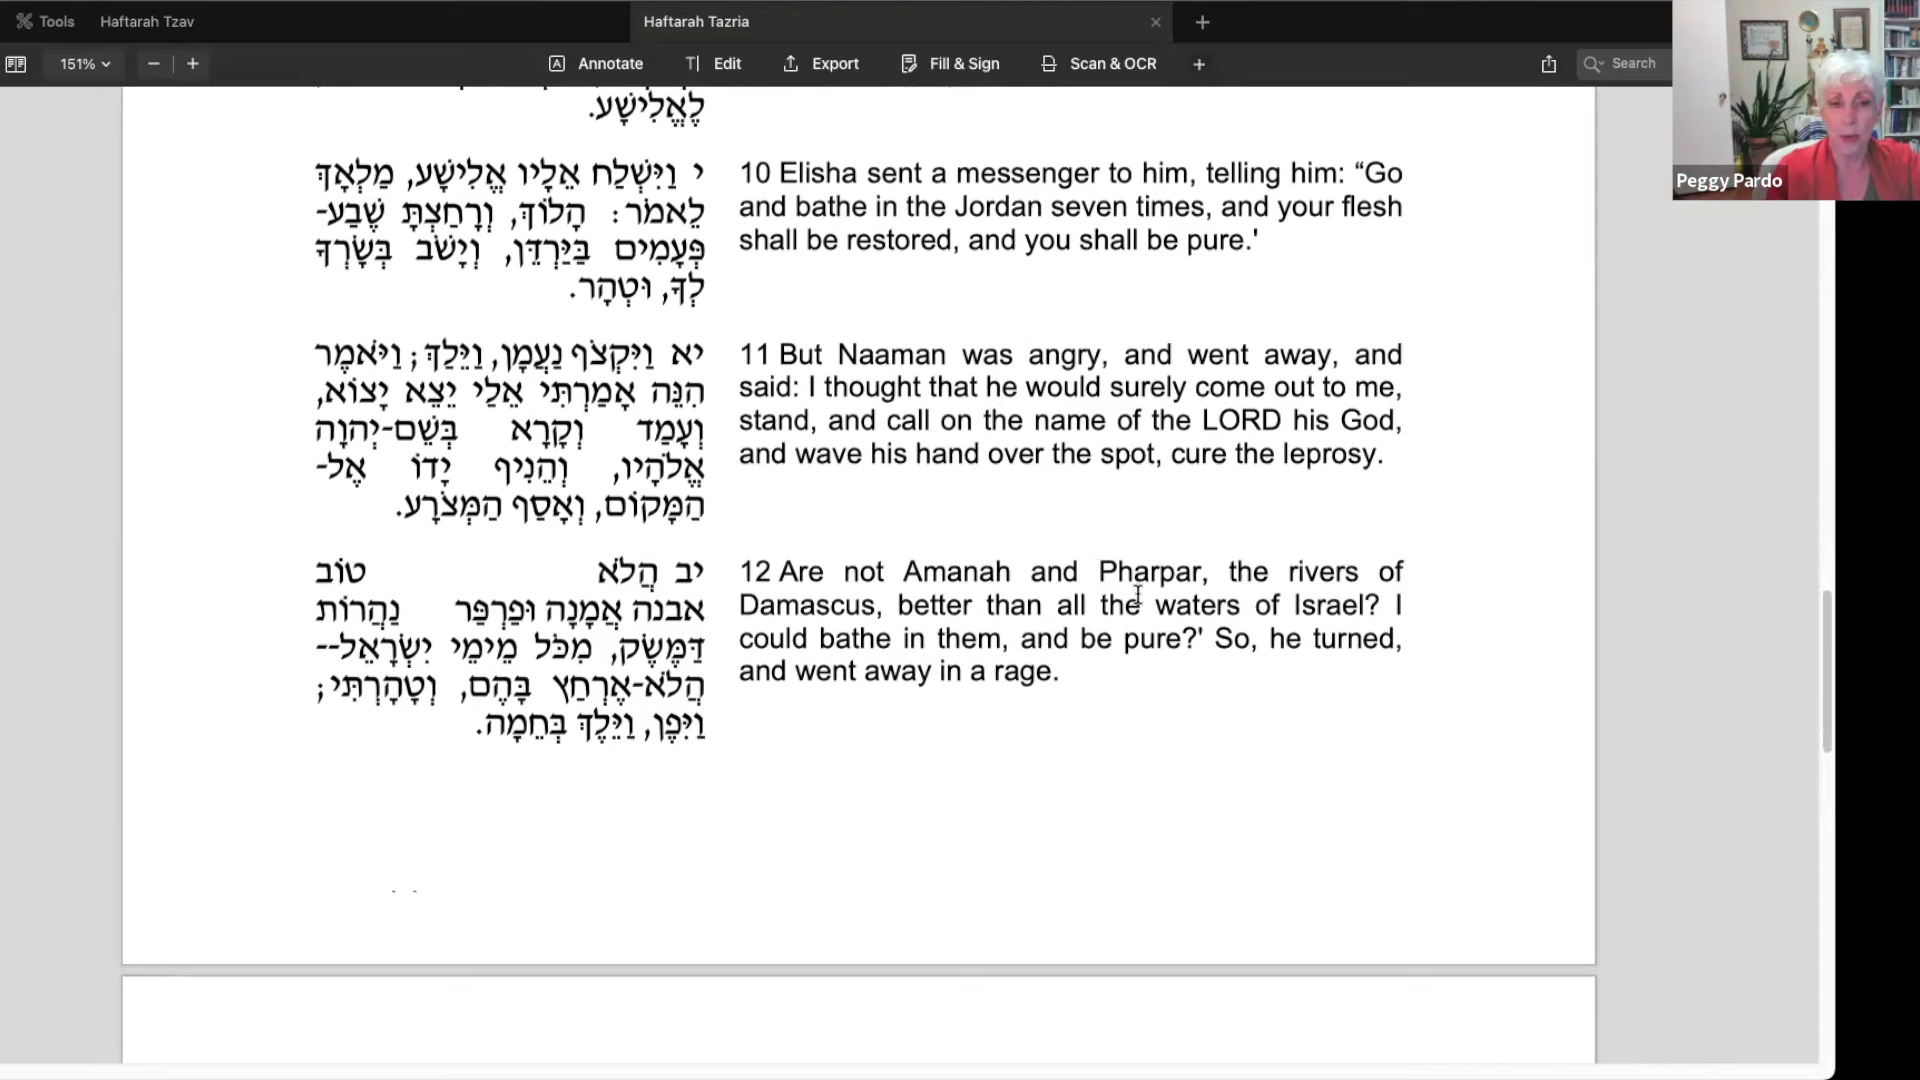 Tools
Haftarah Tzav
Haftarah Tazria
151%
Annotate
Edit
Export
Fill & Sign
Scan & OCR
Search
Peggy Pardo
לֶאֱלִישָׁע.
י וַיִּשְׁלַח אֵלָיו אֱלִישָׁע, מַלְאָךְ
לֵאמֹר: הָלוֹךְ, וְרָחַצְתָּ שֶׁבַע-
פְּעָמִים בַּיַּרְדֵּן, וְיָשֹׁב בְּשָׂרְךָ
לְךָ, וּטְהָר.
10 Elisha sent a messenger to him, telling him: “Go
and bathe in the Jordan seven times, and your flesh
shall be restored, and you shall be pure.'
יא וַיִּקְצֹף נַעֲמָן, וַיֵּלַךְ; וַיֹּאמֶר
הִנֵּה אָמַרְתִּי אֵלַי יֵצֵא יָצוֹא,
וְעָמַד וְקָרָא בְּשֵׁם-יְהוָה
אֱלֹהָיו, וְהֵנִיף יָדוֹ אֶל-
הַמָּקוֹם, וְאָסַף הַמְּצֹרָע.
11 But Naaman was angry, and went away, and
said: I thought that he would surely come out to me,
stand, and call on the name of the LORD his God,
and wave his hand over the spot, cure the leprosy.
יב הֲלֹא טוֹב
אבנה אֲמָנָה וּפַרְפַּר נַהֲרוֹת
דַּמֶּשֶׂק, מִכֹּל מֵימֵי יִשְׂרָאֵל--
הֲלֹא-אֶרְחַץ בָּהֶם, וְטָהָרְתִּי;
וַיִּפֶן, וַיֵּלֶךְ בְּחֵמָה.
12 Are not Amanah and Pharpar, the rivers of
Damascus, better than all the waters of Israel? I
could bathe in them, and be pure?' So, he turned,
and went away in a rage.